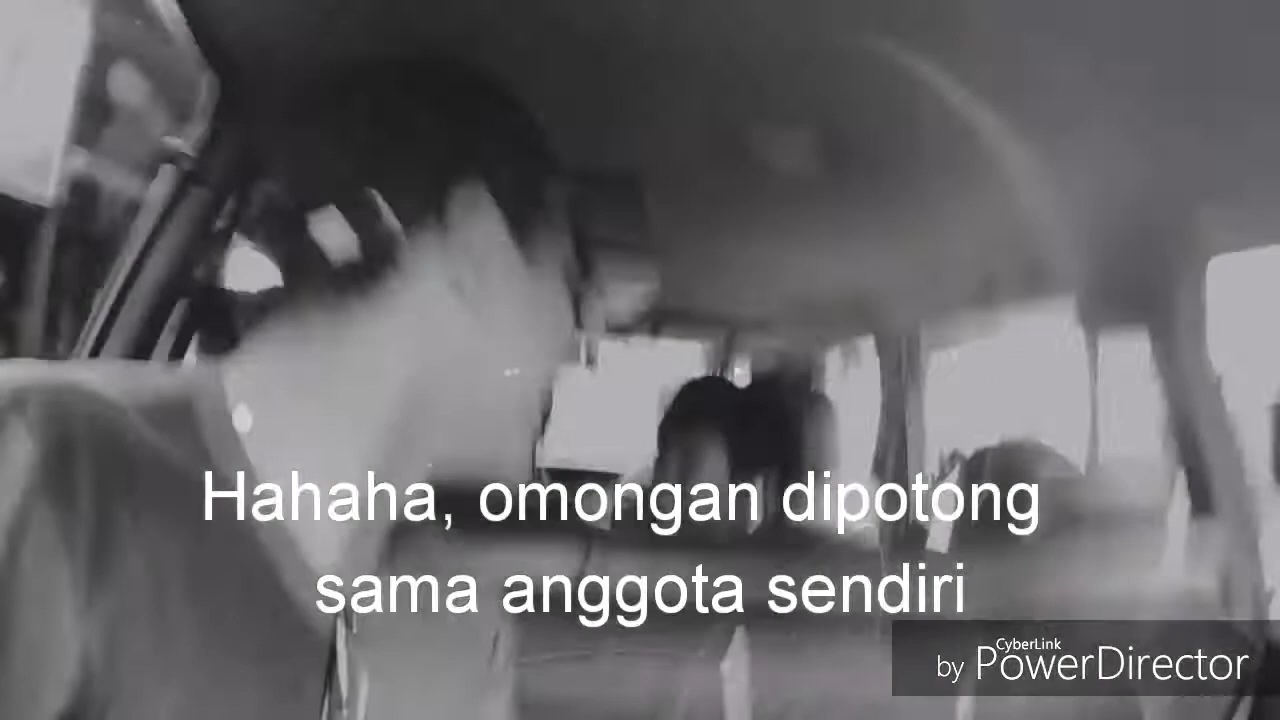 Hahaha, omongan dipotong
sama anggota sendiri
CyberLink
by PowerDirector